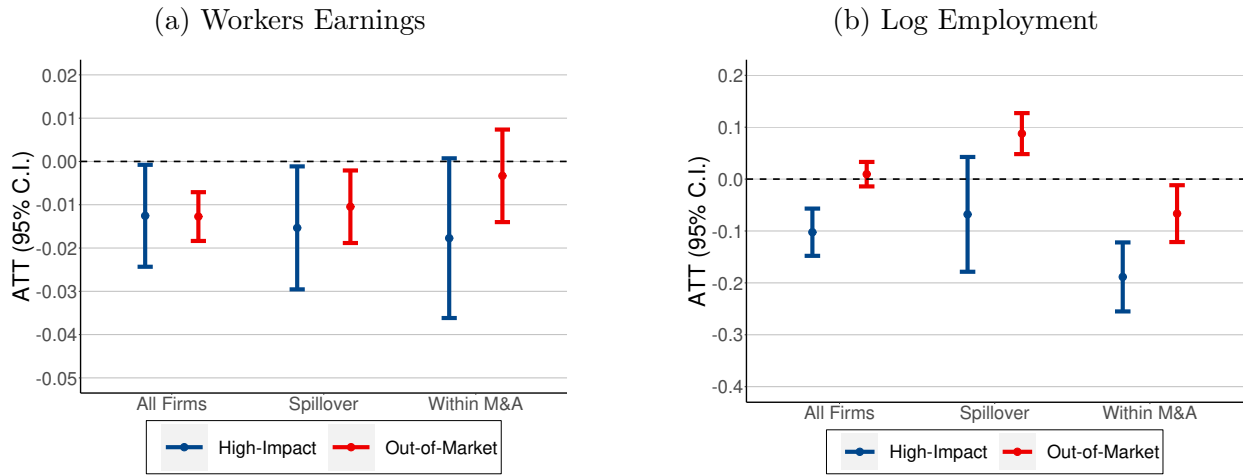 (a) Workers Earnings
ATT (95% C.I.)
0.02
0.01
0.00
-0.01
-0.02
-0.03
-0.04
-0.05
All Firms Spillover Within M&A
High-Impact Out-of-Market
(b) Log Employment
ATT (95% C.I.)
0.2
0.1
0.0
-0.1
-0.2
-0.3
-0.4
All Firms Spillover Within M&A
High-Impact Out-of-Market